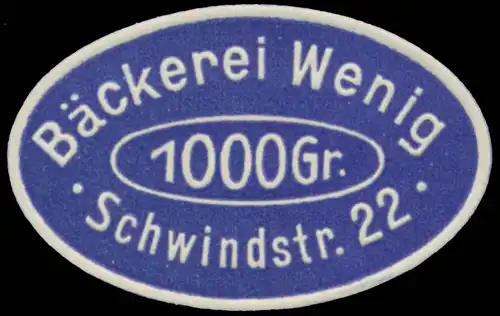 Bäckerei Wenig
1000Gr.
· Schwindstr. 22 ·